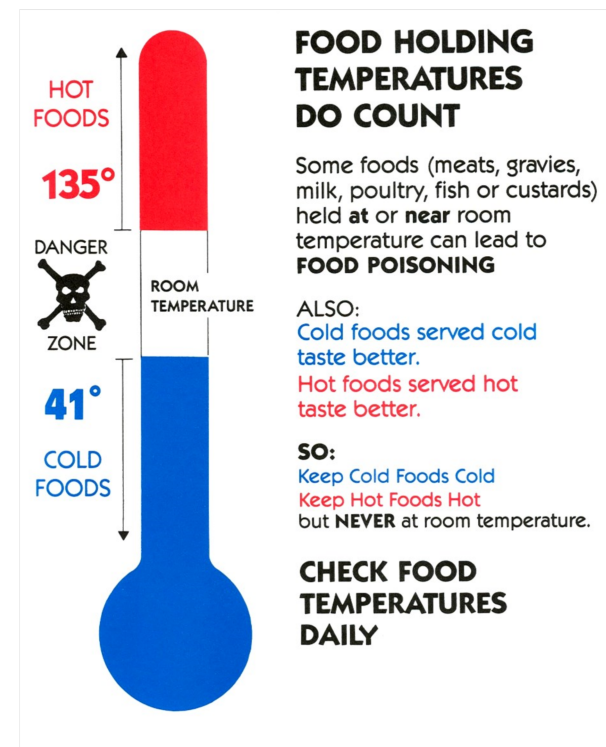 HOT
FOODS
135°
DANGER
ZONE
ROOM
TEMPERATURE
41°
COLD
FOODS
FOOD HOLDING
TEMPERATURES
DO COUNT
Some foods (meats, gravies,
milk, poultry, fish or custards)
held at or near room
temperature can lead to
FOOD POISONING
ALSO:
Cold foods served cold
taste better.
Hot foods served hot
taste better.
SO:
Keep Cold Foods Cold
Keep Hot Foods Hot
but NEVER at room temperature.
CHECK FOOD
TEMPERATURES
DAILY